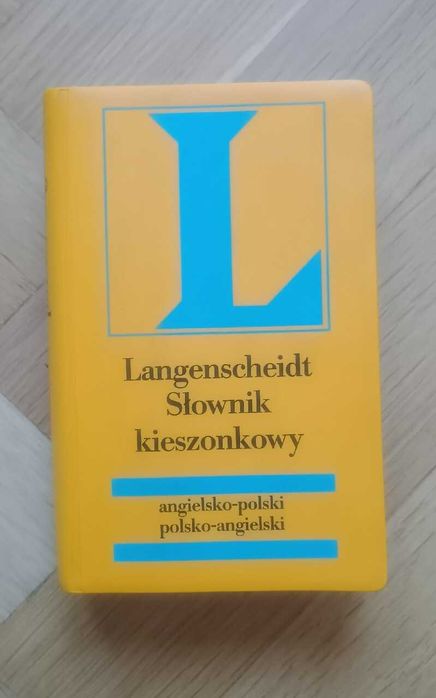 L
Langenscheidt
Słownik
kieszonkowy
angielsko-polski
polsko-angielski